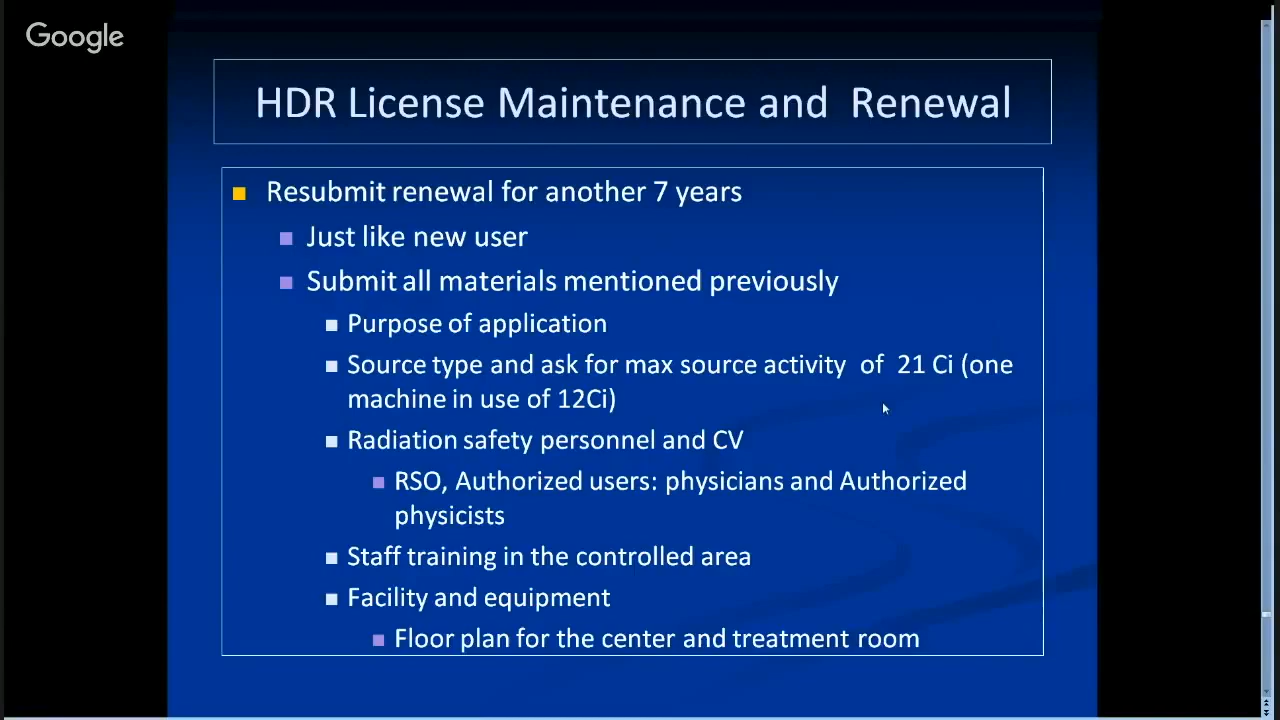 Google
HDR License Maintenance and Renewal
Resubmit renewal for another 7 years
Just like new user
Submit all materials mentioned previously
Purpose of application
Source type and ask for max source activity of 21 Ci (one
machine in use of 12Ci)
Radiation safety personnel and CV
RSO, Authorized users: physicians and Authorized
physicists
Staff training in the controlled area
Facility and equipment
Floor plan for the center and treatment room